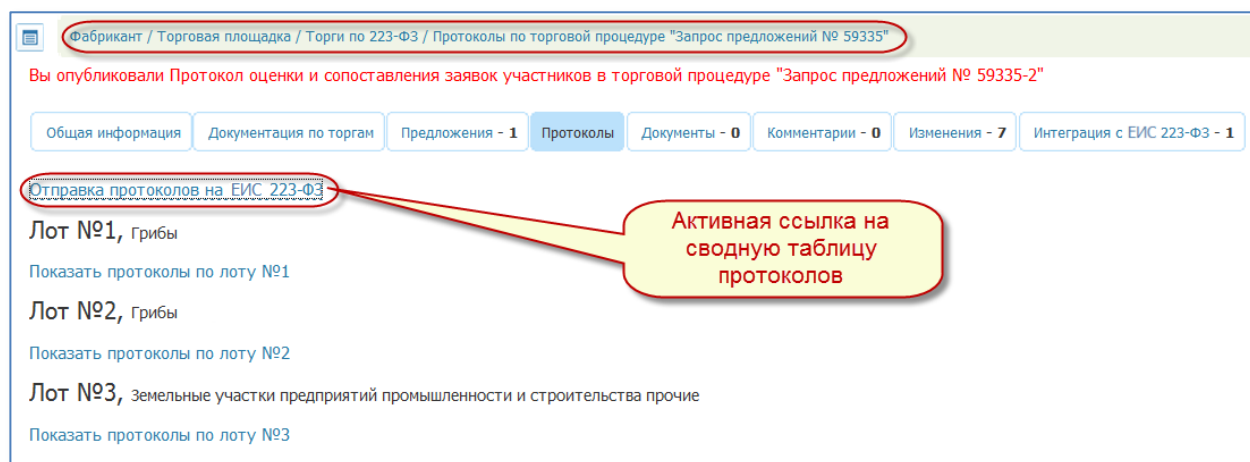 Фабрикант / Торговая площадка / Торги по 223-ФЗ / Протоколы по торговой процедуре "Запрос предложений № 59335"
Вы опубликовали Протокол оценки и сопоставления заявок участников в торговой процедуре "Запрос предложений № 59335-2"
Общая информация Документация по торгам Предложения - 1 Протоколы Документы - 0 Комментарии - 0 Изменения - 7 Интеграция с ЕИС 223-ФЗ - 1
Отправка протоколов на ЕИС 223-ФЗ
Активная ссылка на
сводную таблицу
протоколов
Лот №1, Грибы
Показать протоколы по лоту №1
Лот №2, Грибы
Показать протоколы по лоту №2
Лот №3, Земельные участки предприятий промышленности и строительства прочие
Показать протоколы по лоту №3